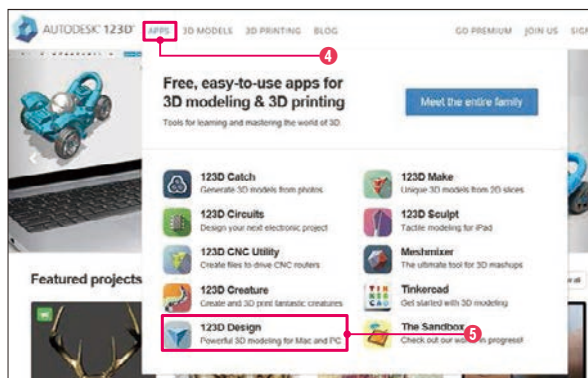 AUTODESK 123D
APPS
3D MODELS
3D PRINTING
BLOG
GO PREMIUM
JOIN US
SIGN
4
Free, easy-to-use apps for
3D modeling & 3D printing
Tools for learning and mastering the world of 3D.
Meet the entire family
123D Catch
Generate 3D models from photos
123D Circuits
Design your next electronic project
123D CNC Utility
Create files to drive CNC routers
123D Creature
Create and 3D print fantastic creatures
123D Design
Powerful 3D modeling for Mac and PC
123D Make
Unique 3D models from 2D slices
123D Sculpt
Tactile modeling for iPad
Meshmixer
The ultimate tool for 3D mashups
TIN
KER
CAD
Tinkercad
Get started with 3D modeling
The Sandbox
Check out our in progress!
5
Featured projects